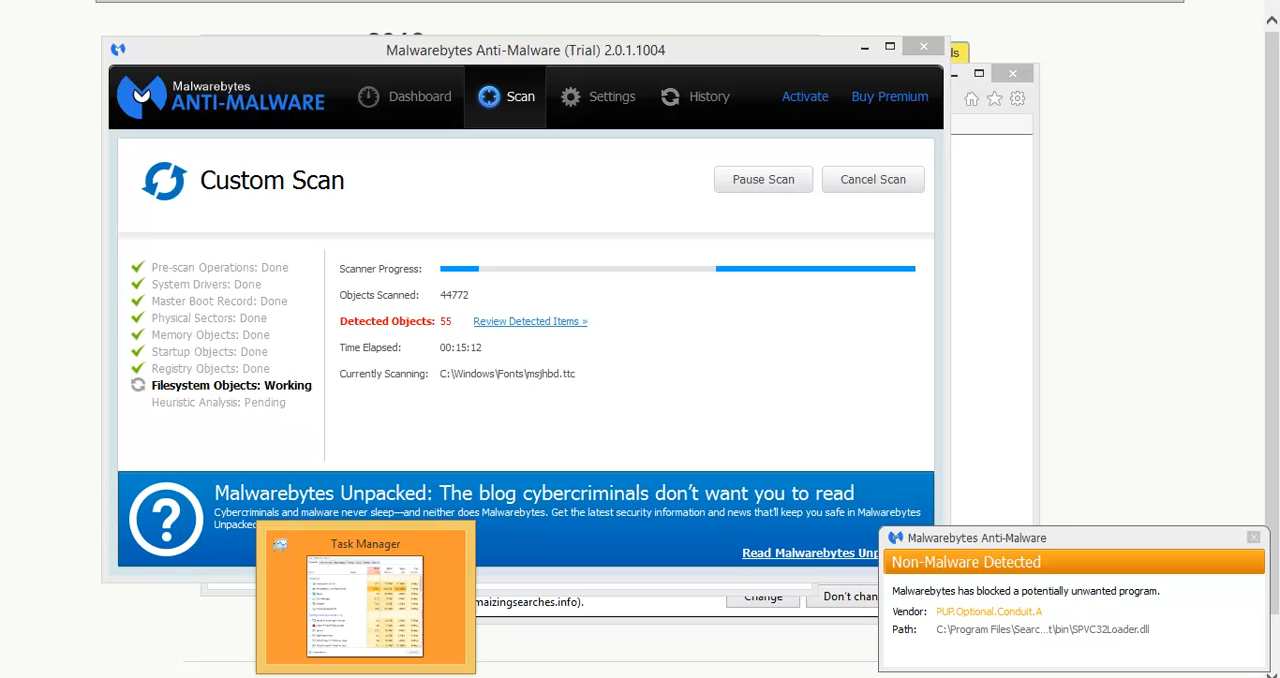 Malwarebytes Anti-Malware (Trial) 2.0.1.1004
Malwarebytes
ANTI-MALWARE
Dashboard
Scan
Settings
History
Activate
Buy Premium
Custom Scan
Pause Scan
Cancel Scan
Pre-scan Operations: Done
System Drivers: Done
Master Boot Record: Done
Physical Sectors: Done
Memory Objects: Done
Startup Objects: Done
Registry Objects: Done
Filesystem Objects: Working
Heuristic Analysis: Pending
Scanner Progress:
Objects Scanned: 44772
Detected Objects: 55 Review Detected Items »
Time Elapsed: 00:15:12
Currently Scanning: C:\Windows\Fonts\msjhbd.ttc
Malwarebytes Unpacked: The blog cybercriminals don't want you to read
Cybercriminals and malware never sleep—and neither does Malwarebytes. Get the latest security information and news that'll keep you safe in Malwarebytes
Unpacked
Read Malwarebytes Unp
Task Manager
maizingsearches.info).
Change
Don't chan
Malwarebytes Anti-Malware
Non-Malware Detected
Malwarebytes has blocked a potentially unwanted program.
Vendor: PUP.Optional.Conduit.A
Path: C:\Program Files\Searc...t\bin\SPVC32Loader.dll